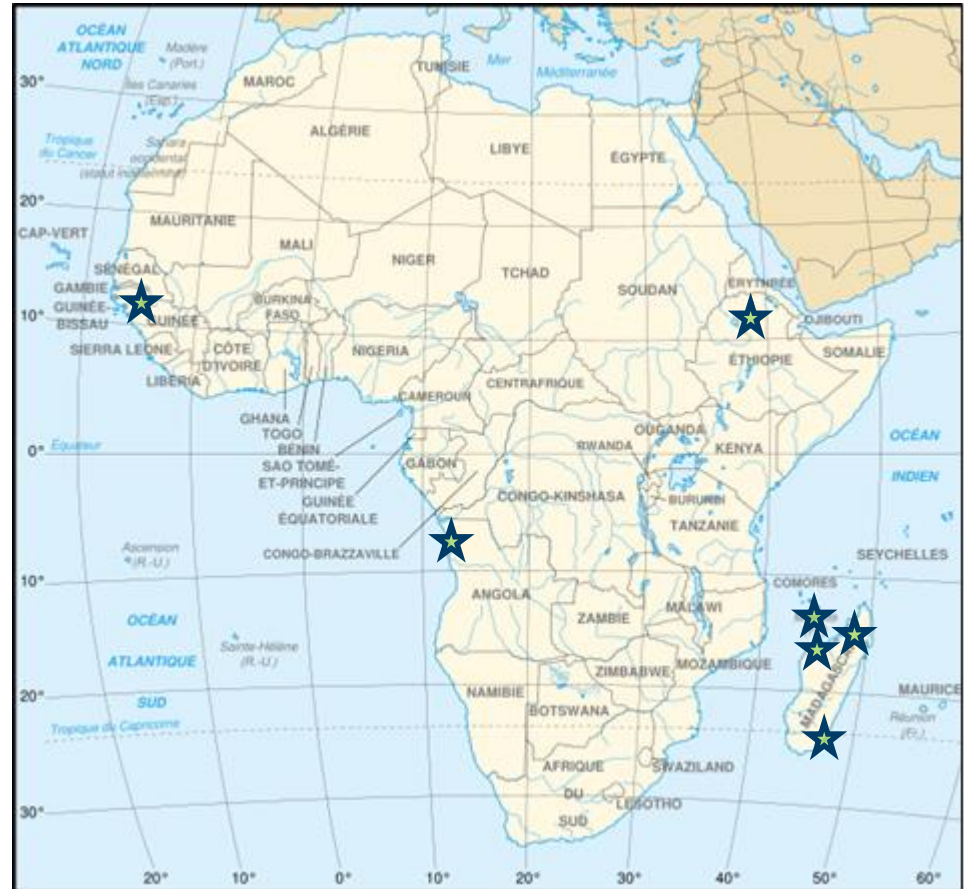 OCÉAN
ATLANTIQUE
NORD
Madère
(Port.)
Îles Canaries
(Esp.)
Mer
Méditerranée
TUNISIE
MAROC
30°
ALGÉRIE
LIBYE
ÉGYPTE
Tropique
du Cancer
Sahara
occidental
20°
MAURITANIE
CAP-VERT
MALI
NIGER
TCHAD
SOUDAN
ÉRYTHRÉE
SÉNÉGAL
GAMBIE
GUINÉE-
BISSAU
GUINÉE
BURKINA
FASO
10°
DJIBOUTI
SIERRA LEONE
CÔTE
D'IVOIRE
NIGERIA
ÉTHIOPIE
SOMALIE
LIBÉRIA
CENTRAFRIQUE
CAMEROUN
GHANA
TOGO
BÉNIN
SAO TOMÉ-
ET-PRINCIPE
GUINÉE
ÉQUATORIALE
Équateur
0°
GABON
OUGANDA
RWANDA
KENYA
OCÉAN
INDIEN
CONGO-KINSHASA
BURUNDI
TANZANIE
CONGO-BRAZZAVILLE
Ascension
(R.-U.)
SEYCHELLES
10°
COMORES
ANGOLA
MALAWI
ZAMBIE
OCÉAN
ATLANTIQUE
SUD
Sainte-Hélène
(R.-U.)
ZIMBABWE
MOZAMBIQUE
MADAGASC
NAMIBIE
BOTSWANA
MAURICE
Réunion
(Fr.)
20°
Tropique du Capricorne
AFRIQUE
DU
SUD
SWAZILAND
LESOTHO
30°
20°
10°
0°
10°
20°
30°
40°
50°
60°